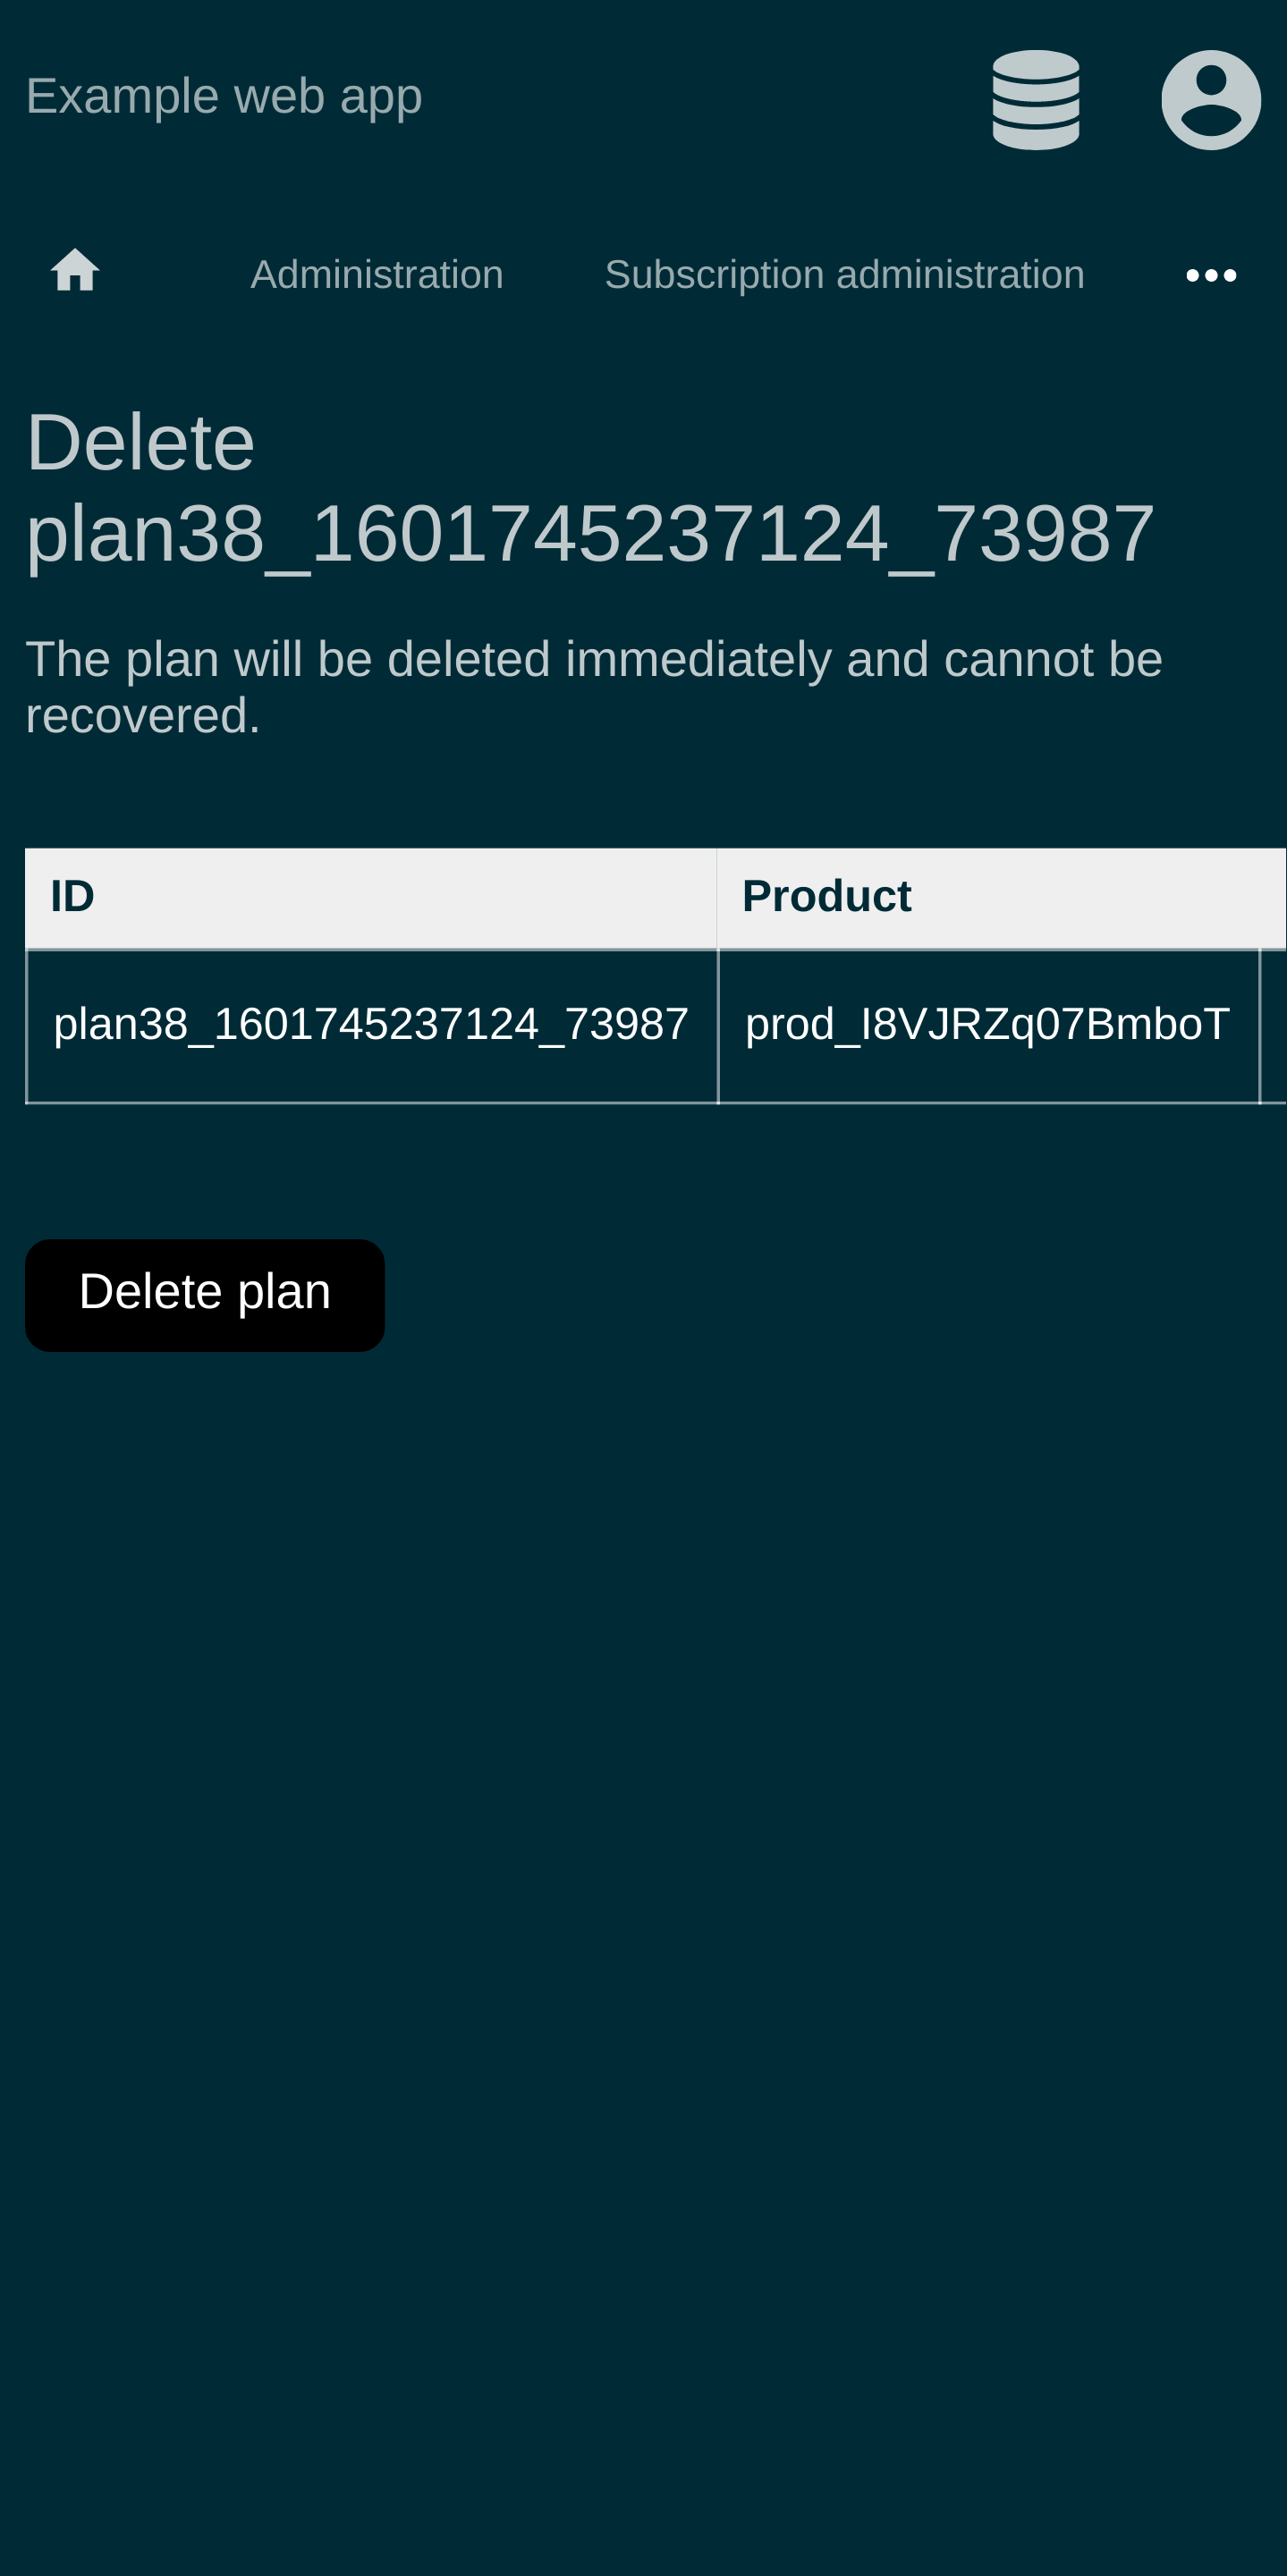 Example web app
Administration
Subscription administration
Delete
plan38_1601745237124_73987
The plan will be deleted immediately and cannot be
recovered.
ID Product
plan38_1601745237124_73987 prod_I8VJRZq07BmboT
Delete plan